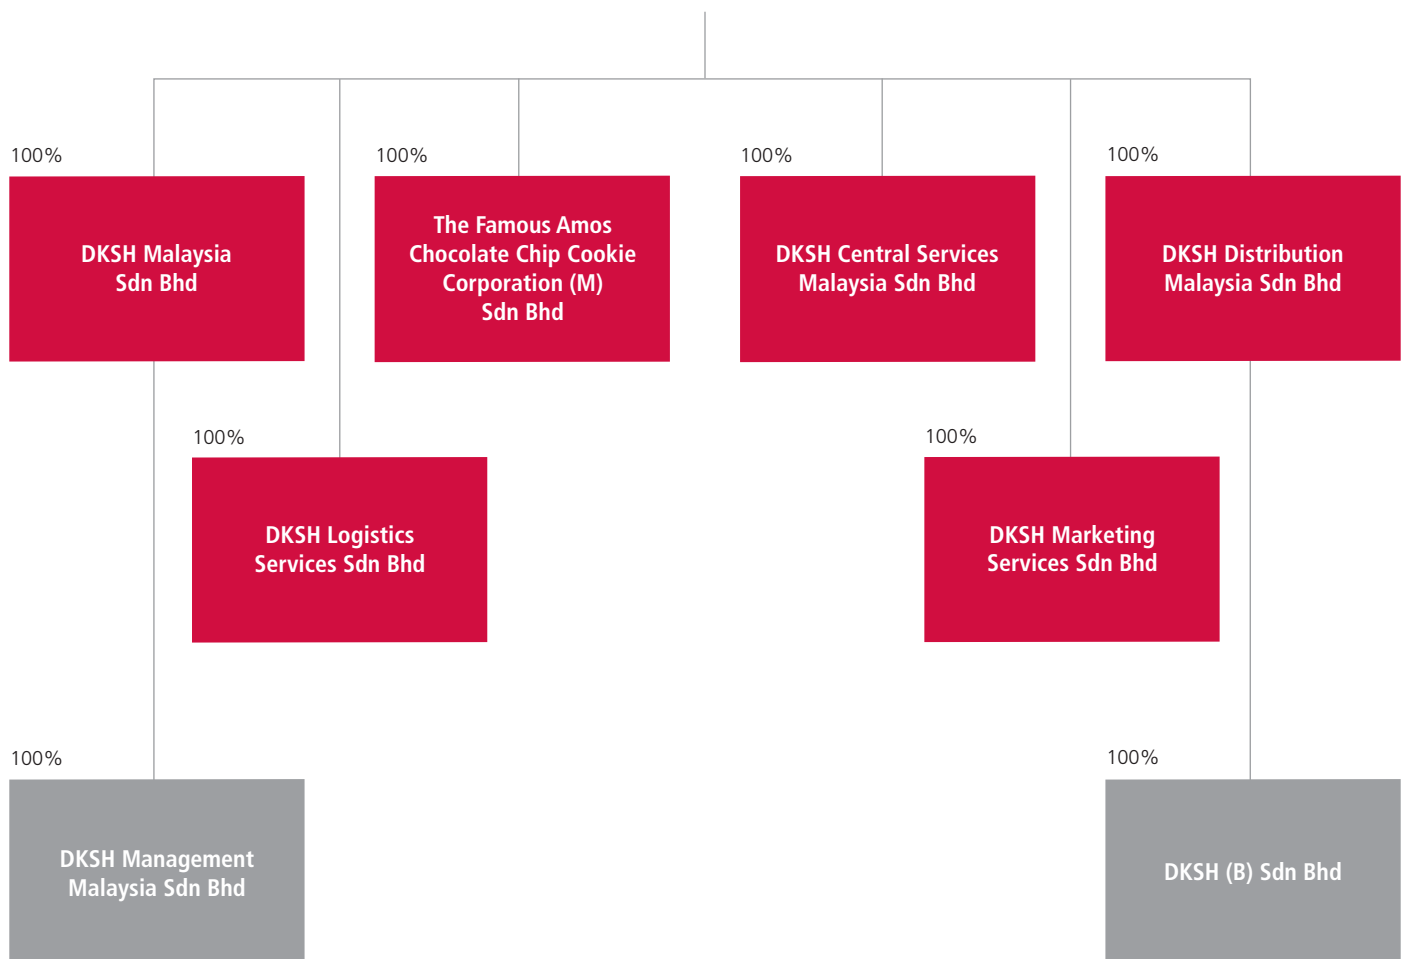 100%
DKSH Malaysia
Sdn Bhd
100%
The Famous Amos
Chocolate Chip Cookie
Corporation (M)
Sdn Bhd
100%
DKSH Central Services
Malaysia Sdn Bhd
100%
DKSH Distribution
Malaysia Sdn Bhd
100%
DKSH Logistics
Services Sdn Bhd
100%
DKSH Marketing
Services Sdn Bhd
100%
DKSH Management
Malaysia Sdn Bhd
100%
DKSH (B) Sdn Bhd